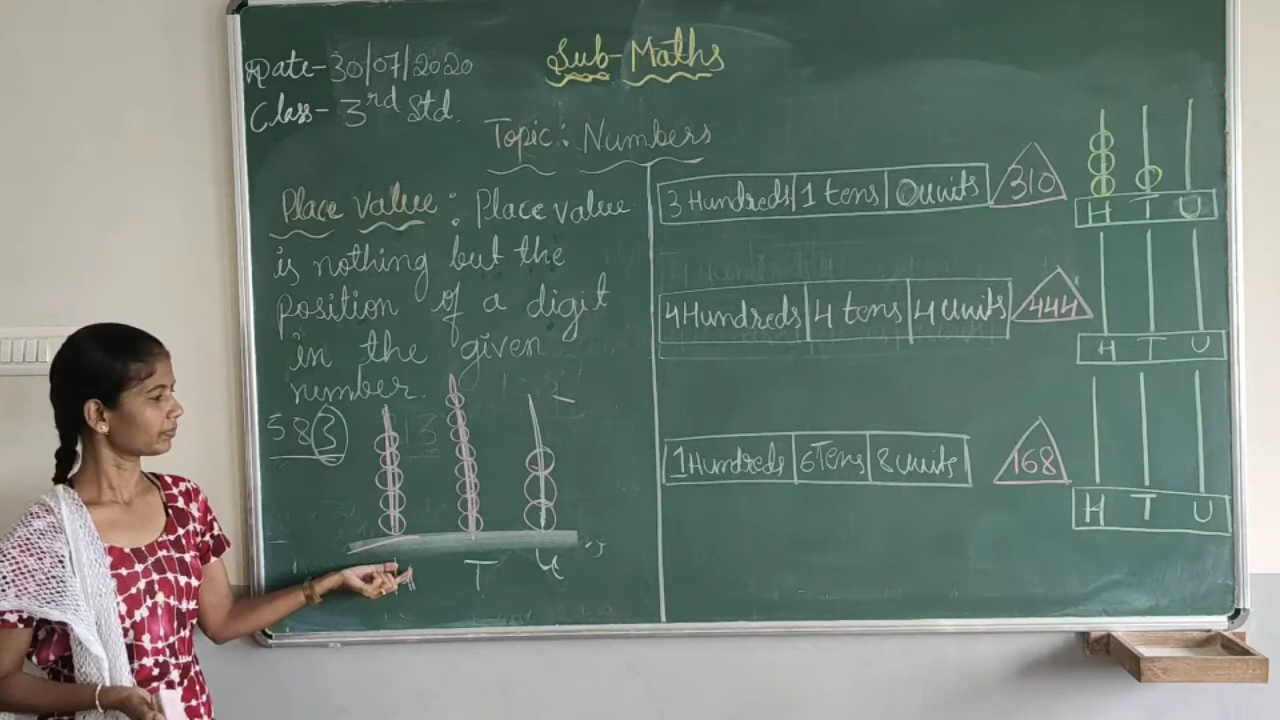 Date- 30/07/2020
Sub- Maths
Class- 3rd Std.
Topic: Numbers
Place value: Place value
is nothing but the
position of a digit
in the given
number.
583
T U
3 Hundreds 1 tens 0 units 310
H T U
4 Hundreds 4 tens 4 units 444
H T U
1 Hundreds 6 Tens 8 units 168
H T U